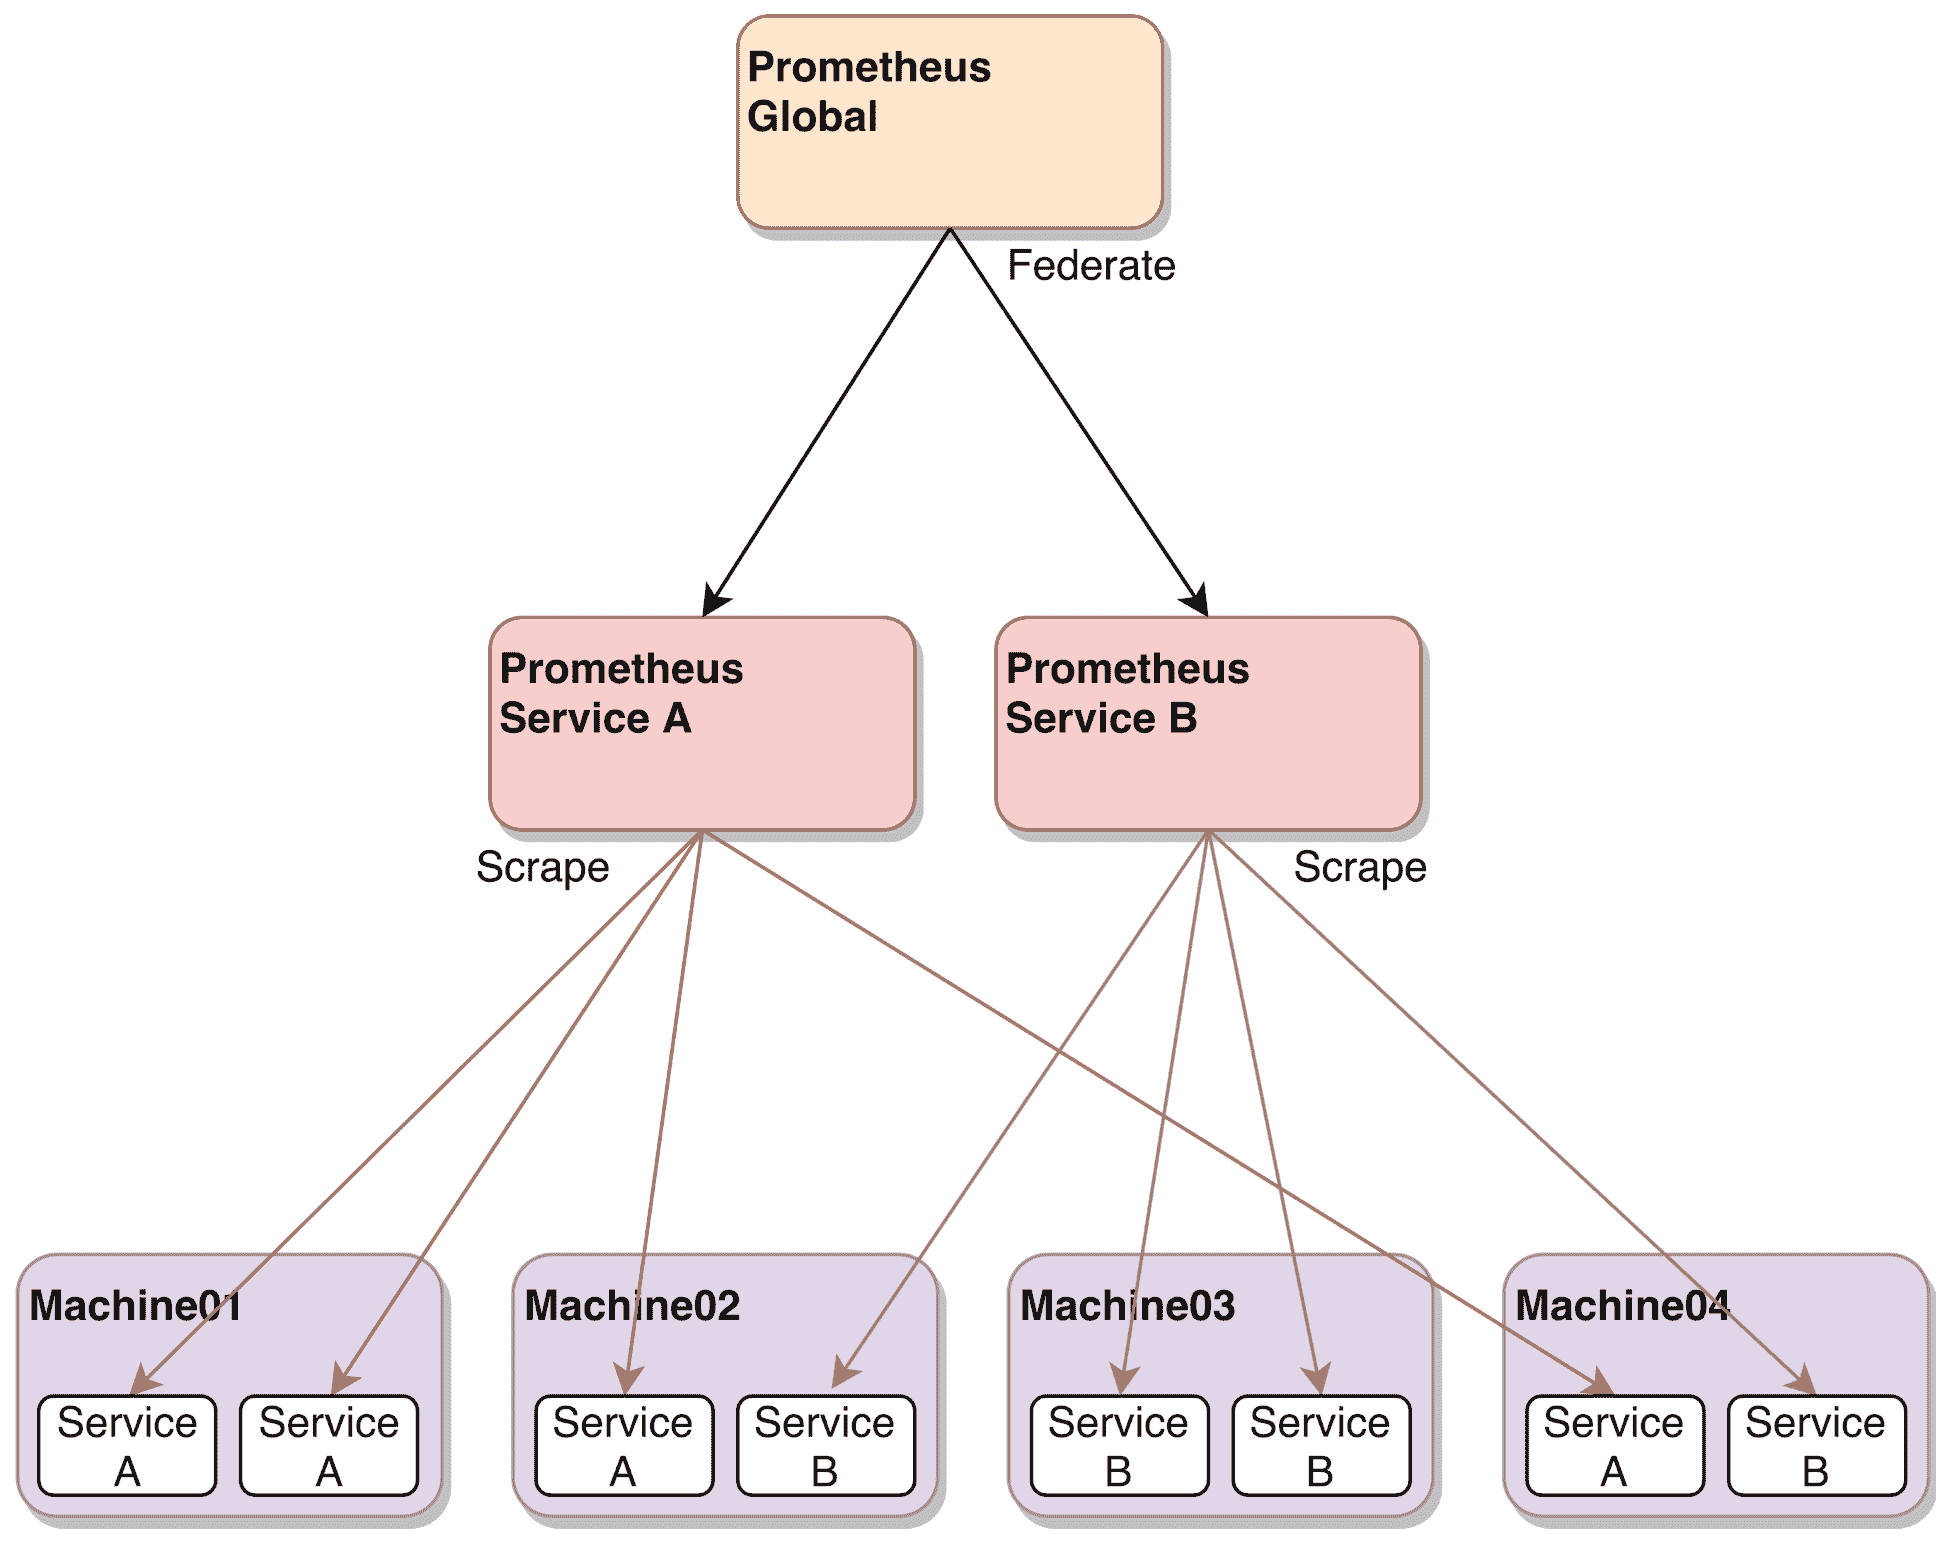 Prometheus
Global
Federate
Prometheus
Service A
Prometheus
Service B
Scrape
Scrape
Machine01
Service
A
Service
A
Machine02
Service
A
Service
B
Machine03
Service
B
Service
B
Machine04
Service
A
Service
B